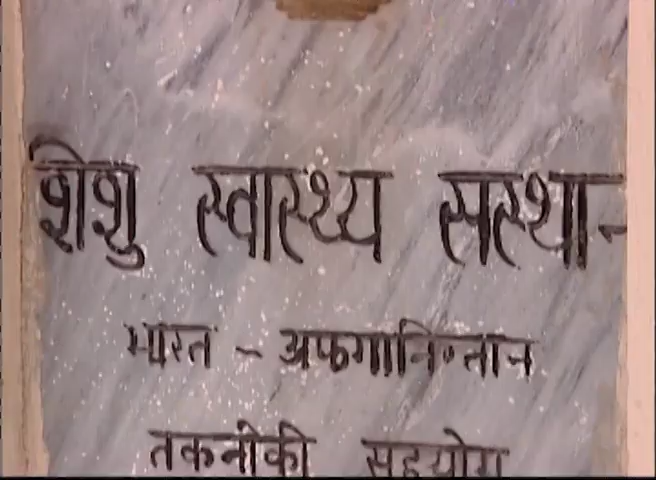 शिशु स्वास्थ्य संस्थान
भारत - अफगानिस्तान
तकनीकी सहयोग